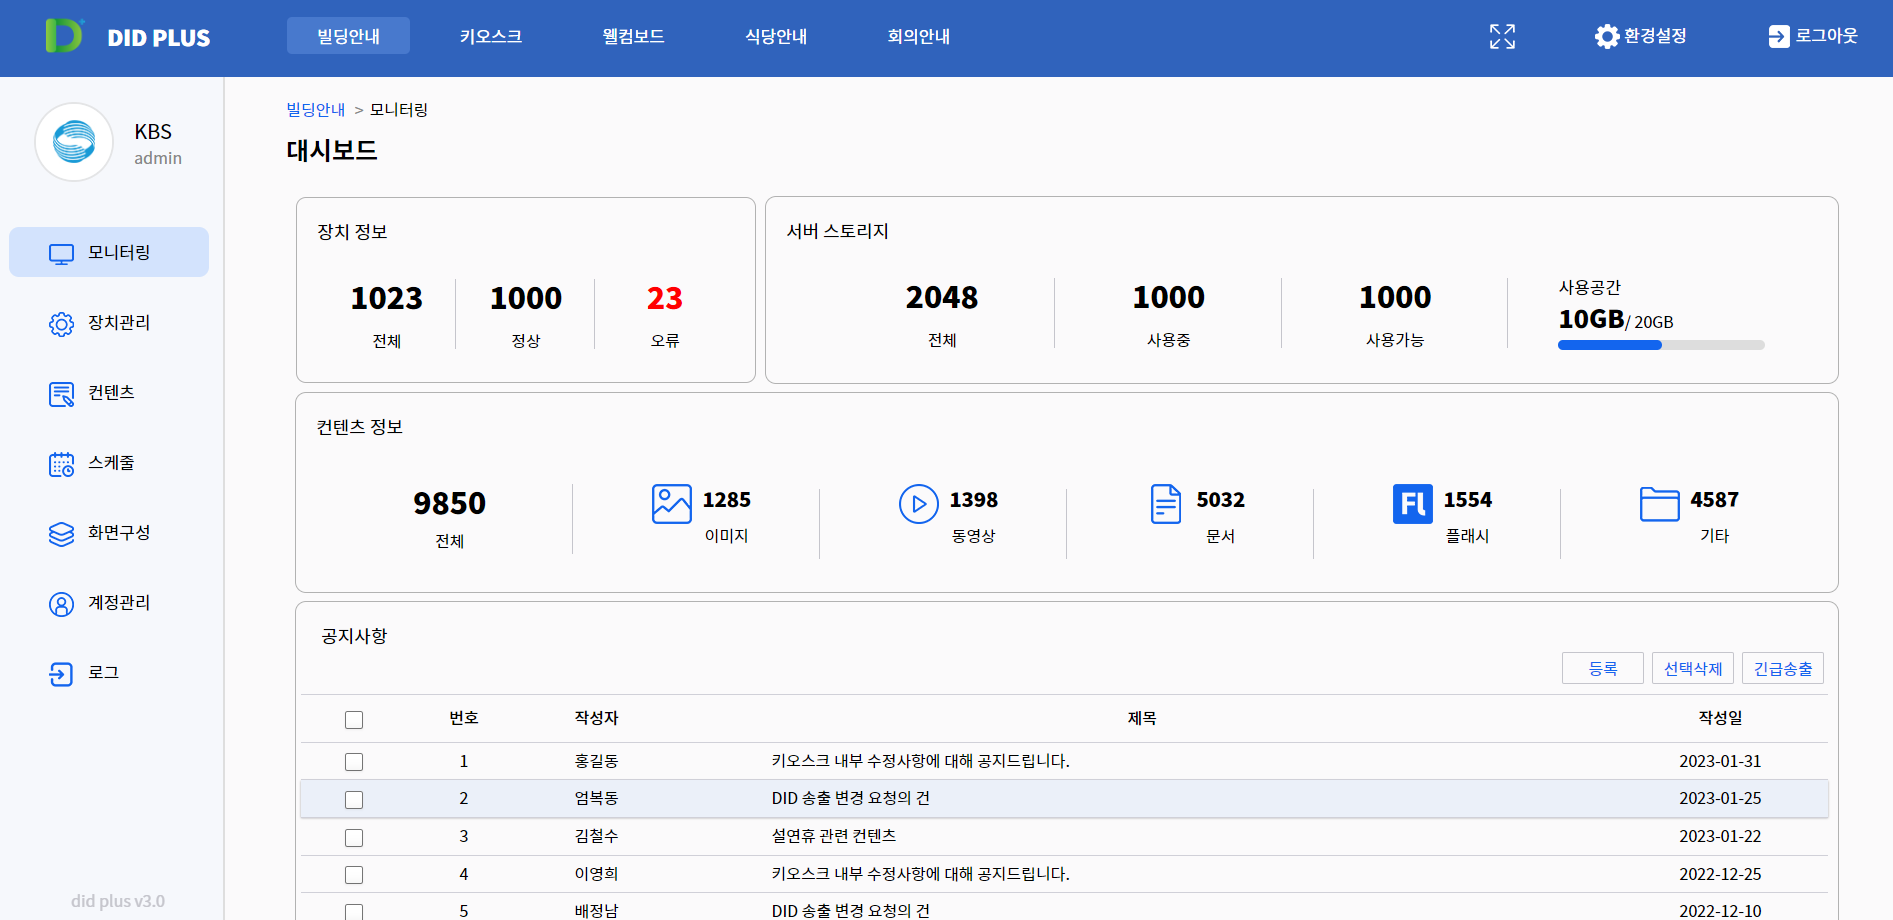 DID PLUS
빌딩안내 키오스크 웰컴보드 식당안내 회의안내 환경설정 로그아웃
KBS
admin
모니터링
장치관리
컨텐츠
스케줄
화면구성
계정관리
로그
did plus v3.0
빌딩안내 > 모니터링
대시보드
장치 정보
1023 1000 23
전체 정상 오류
서버 스토리지
2048 1000 1000
전체 사용중 사용가능
사용공간
10GB/ 20GB
컨텐츠 정보
9850 1285 1398 5032 Fl 1554 4587
전체 이미지 동영상 문서 플래시 기타
공지사항
등록 선택삭제 긴급송출
번호 작성자 제목 작성일
1 홍길동 키오스크 내부 수정사항에 대해 공지드립니다. 2023-01-31
2 엄복동 DID 송출 변경 요청의 건 2023-01-25
3 김철수 설연휴 관련 컨텐츠 2023-01-22
4 이영희 키오스크 내부 수정사항에 대해 공지드립니다. 2022-12-25
5 배정남 DID 송출 변경 요청의 건 2022-12-10